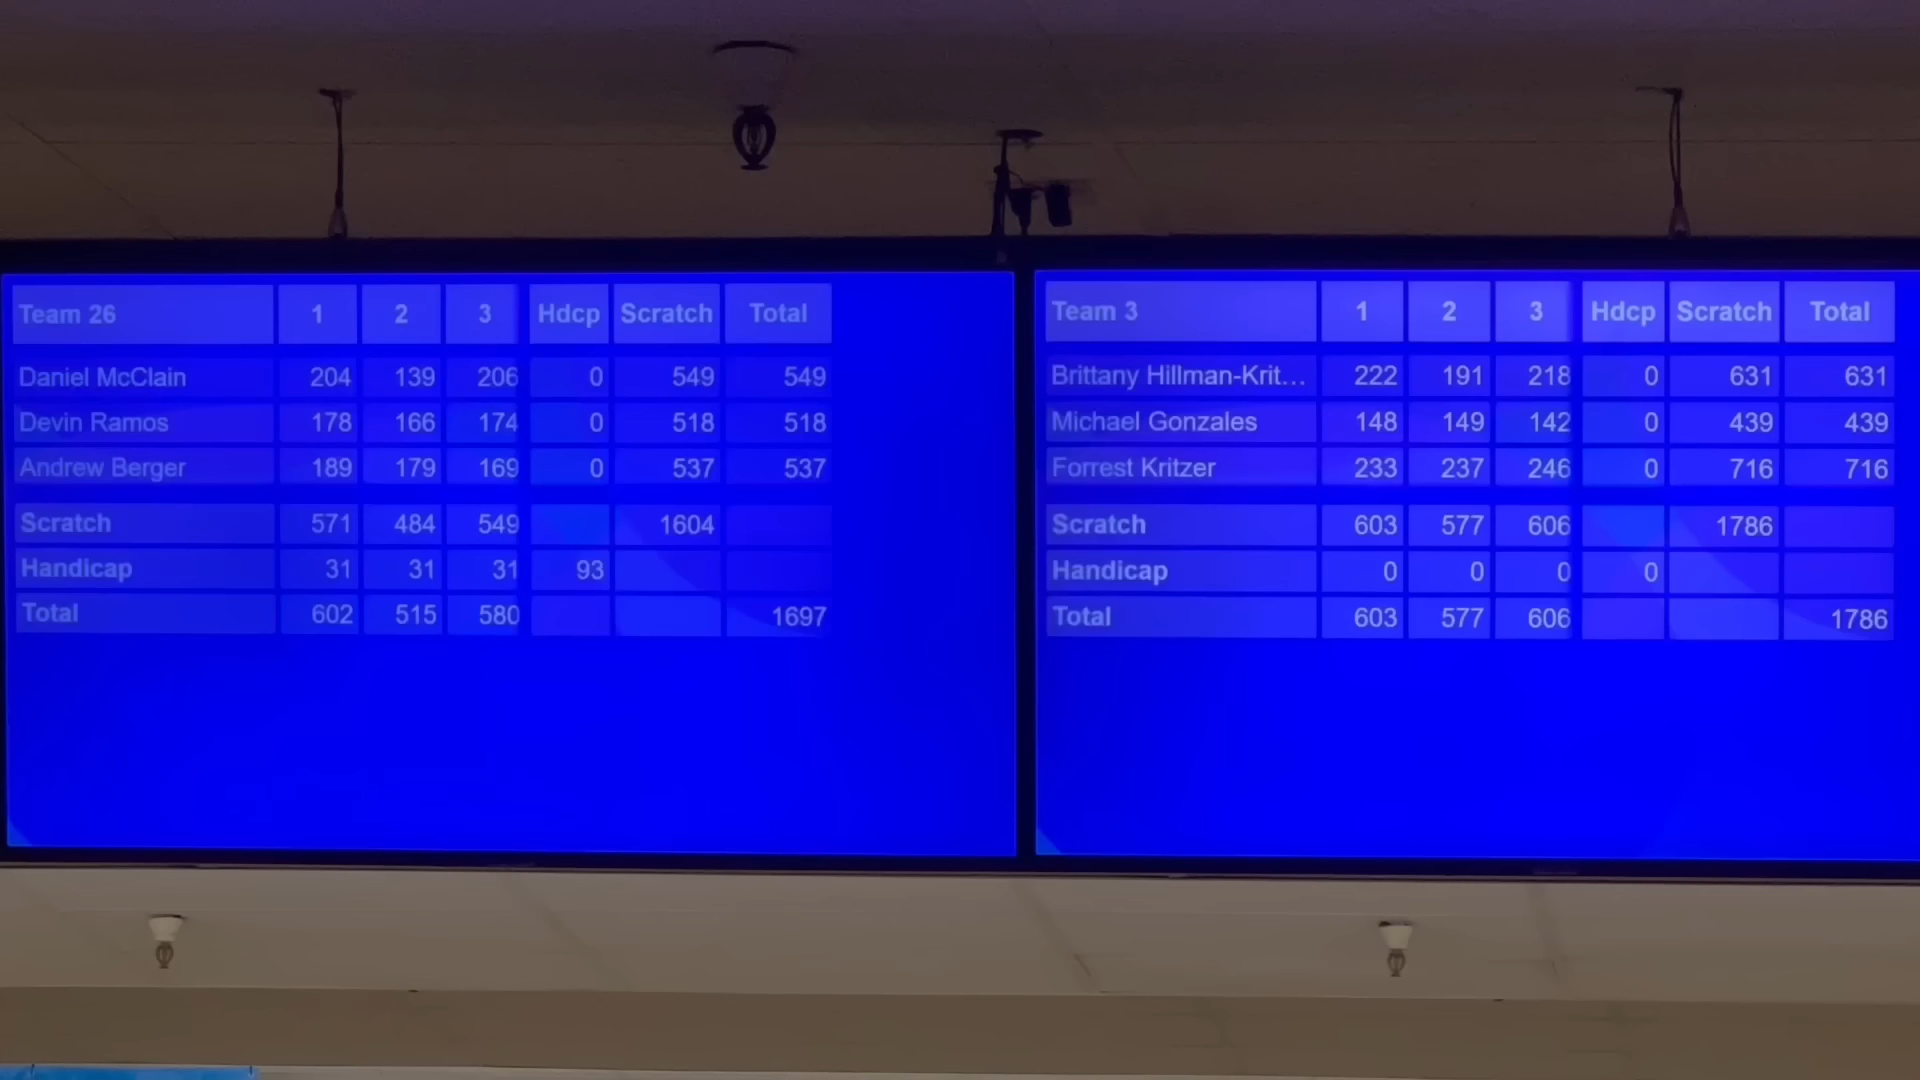 Team 26 1 2 3 Hdcp Scratch Total
Daniel McClain 204 139 206 0 549 549
Devin Ramos 178 166 174 0 518 518
Andrew Berger 189 179 169 0 537 537
Scratch 571 484 549 1604
Handicap 31 31 31 93
Total 602 515 580 1697
Team 3 1 2 3 Hdcp Scratch Total
Brittany Hillman-Krit... 222 191 218 0 631 631
Michael Gonzales 148 149 142 0 439 439
Forrest Kritzer 233 237 246 0 716 716
Scratch 603 577 606 1786
Handicap 0 0 0 0
Total 603 577 606 1786